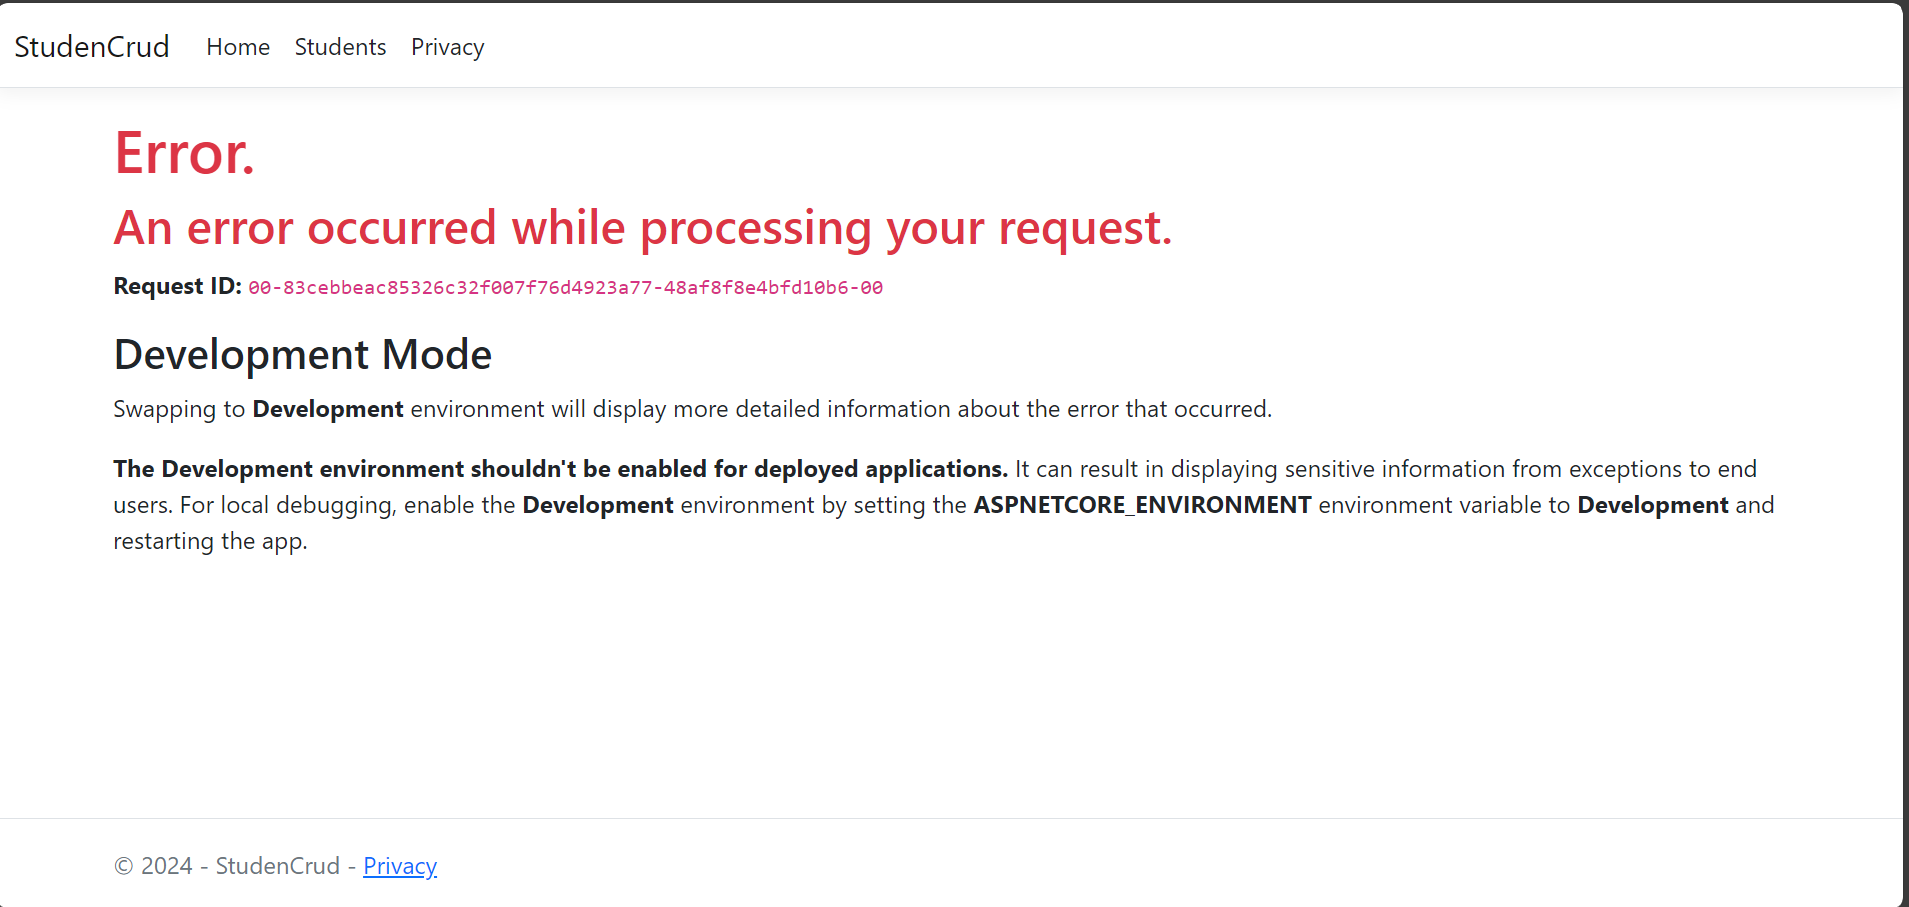 StudenCrud Home Students Privacy
Error.
An error occurred while processing your request.
Request ID: 00-83cebbeac85326c32f007f76d4923a77-48af8f8e4bfd10b6-00
Development Mode
Swapping to Development environment will display more detailed information about the error that occurred.
The Development environment shouldn't be enabled for deployed applications. It can result in displaying sensitive information from exceptions to end
users. For local debugging, enable the Development environment by setting the ASPNETCORE_ENVIRONMENT environment variable to Development and
restarting the app.
© 2024 - StudenCrud - Privacy